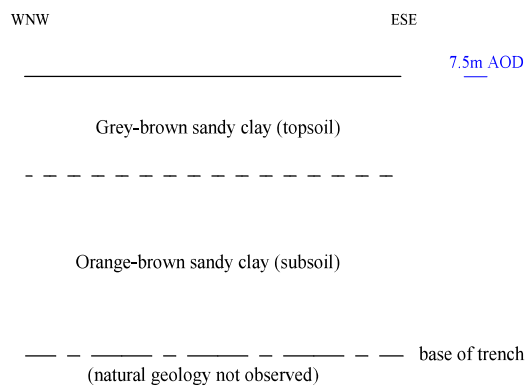 WNW
ESE
7.5m AOD
Grey-brown sandy clay (topsoil)
Orange-brown sandy clay (subsoil)
base of trench
(natural geology not observed)